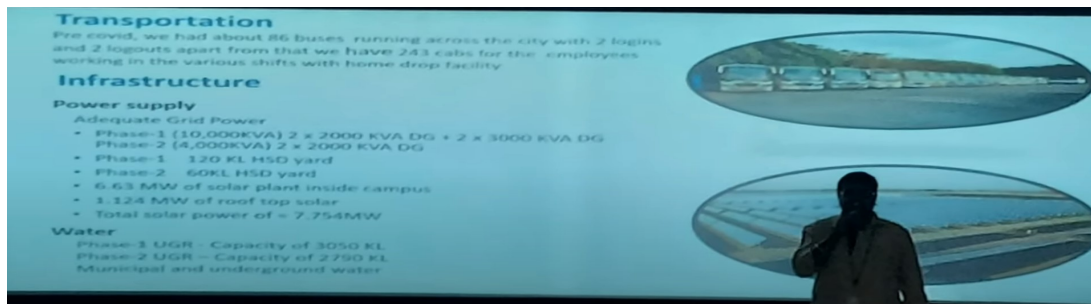 Transportation
Pre covid, we had about 86 buses running across the city with 2 logins
and 2 logouts apart from that we have 243 cabs for the employees
working in the various shifts with home drop facility
Infrastructure
Power supply
Adequate Grid Power
• Phase-1 (10,000KVA) 2 x 2000 KVA DG + 2 x 3000 KVA DG
Phase-2 (4,000KVA) 2 x 2000 KVA DG
• Phase-1 120 KL HSD yard
• Phase-2 60KL HSD yard
• 6.63 MW of solar plant inside campus
• 1.124 MW of roof top solar
• Total solar power of = 7.754MW
Water
Phase-1 UGR - Capacity of 3050 KL
Phase-2 UGR – Capacity of 2790 KL
Municipal and underground water